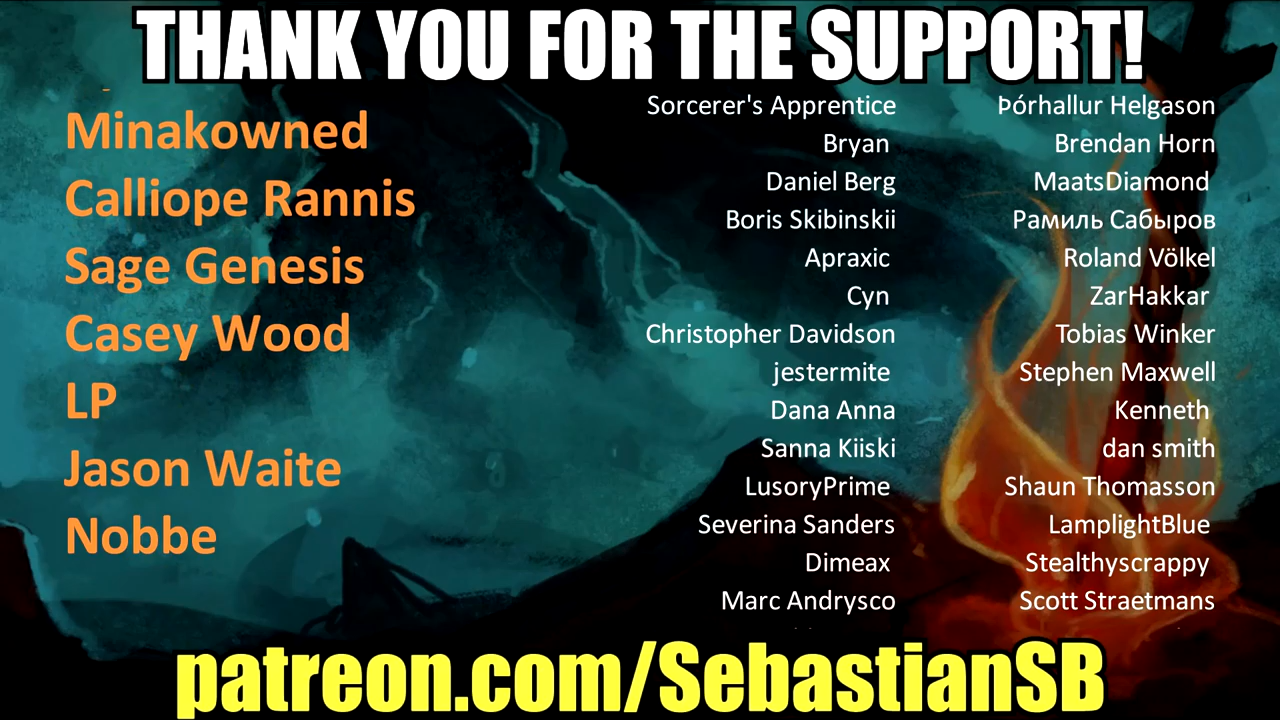 THANK YOU FOR THE SUPPORT!
Minakowned
Calliope Rannis
Sage Genesis
Casey Wood
LP
Jason Waite
Nobbe
Sorcerer's Apprentice
Bryan
Daniel Berg
Boris Skibinskii
Apraxic
Cyn
Christopher Davidson
jestermite
Dana Anna
Sanna Kiiski
LusoryPrime
Severina Sanders
Dimeax
Marc Andrysco
Þórhallur Helgason
Brendan Horn
MaatsDiamond
Рамиль Сабыров
Roland Völkel
ZarHakkar
Tobias Winker
Stephen Maxwell
Kenneth
dan smith
Shaun Thomasson
LamplightBlue
Stealthyscrappy
Scott Straetmans
patreon.com/SebastianSB